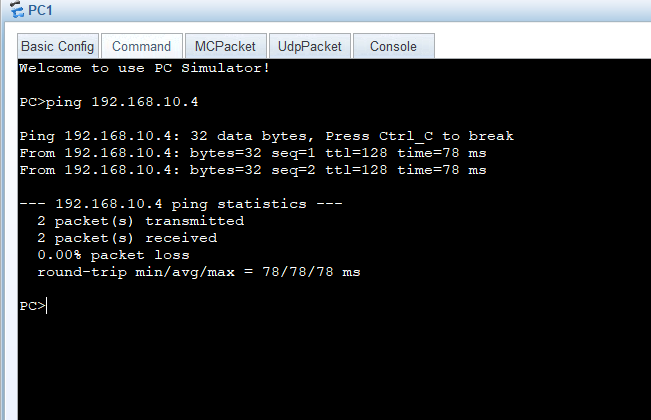 PC1
Basic Config Command MCPacket UdpPacket Console
Welcome to use PC Simulator!
PC>ping 192.168.10.4
Ping 192.168.10.4: 32 data bytes, Press Ctrl_C to break
From 192.168.10.4: bytes=32 seq=1 ttl=128 time=78 ms
From 192.168.10.4: bytes=32 seq=2 ttl=128 time=78 ms
--- 192.168.10.4 ping statistics ---
2 packet(s) transmitted
2 packet(s) received
0.00% packet loss
round-trip min/avg/max = 78/78/78 ms
PC>